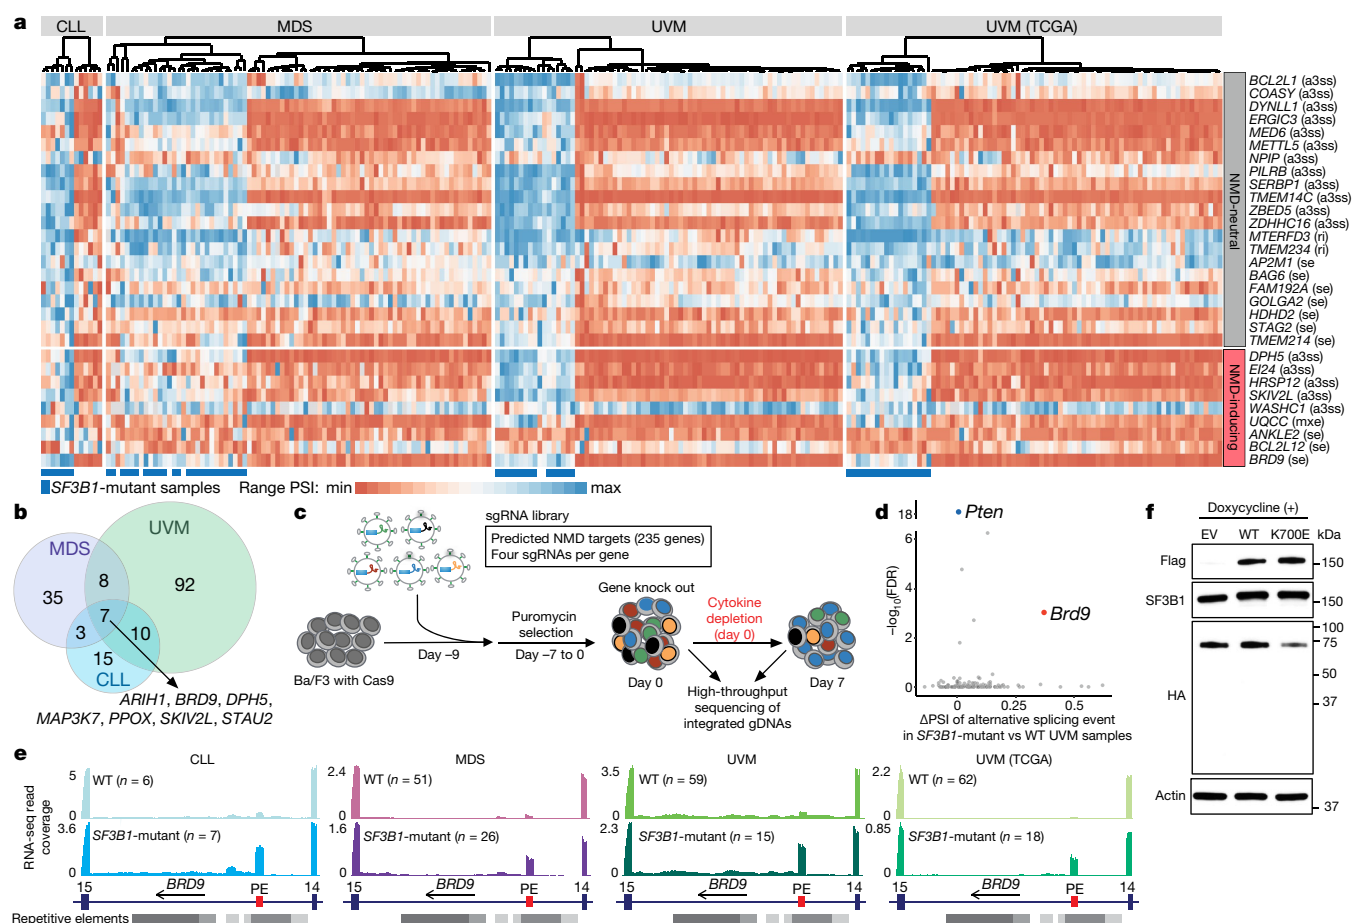 a
CLL
MDS
UVM
UVM (TCGA)
BCL2L1 (a3ss)
COASY (a3ss)
DYNLL1 (a3ss)
ERGIC3 (a3ss)
MED6 (a3ss)
METTL5 (a3ss)
NPIP (a3ss)
PILRB (a3ss)
SERBP1 (a3ss)
TMEM14C (a3ss)
ZBED5 (a3ss)
ZDHHC16 (a3ss)
MTERFD3 (ri)
TMEM234 (ri)
AP2M1 (se
BAG6 (se)
FAM192A (se)
GOLGA2 (se)
HDHD2 (se)
STAG2 (se)
TMEM214 (se)
NMD-neutral
DPH5 (a3ss)
EI24 (a3ss)
HRSP12 (a3ss)
SKIV2L (a3ss)
WASHC1 (a3ss)
UQCC (mxe)
ANKLE2 (se)
BCL2L12 (se)
BRD9 (se)
NMD-inducing
SF3B1-mutant samples
Range PSI: min
max
b
MDS
UVM
35
8
92
7
3
10
15
CLL
ARIH1, BRD9, DPH5,
MAP3K7, PPOX, SKIV2L, STAU2
c
sgRNA library
Predicted NMD targets (235 genes)
Four sgRNAs per gene
Gene knock out
Puromycin
selection
Cytokine
depletion
(day 0)
Day –9
Day –7 to 0
Ba/F3 with Cas9
Day 0
Day 7
High-throughput
sequencing of
integrated gDNAs
d
18
6
4
2
0
–log10(FDR)
Pten
Brd9
0
0.25
0.5
ΔPSI of alternative splicing event
in SF3B1-mutant vs WT UVM samples
f
Doxycycline (+)
EV
WT
K700E
kDa
Flag
150
SF3B1
150
HA
100
75
50
37
Actin
37
e
RNA-seq read
coverage
CLL
5
WT (n = 6)
0
3.6
SF3B1-mutant (n = 7)
0
15
BRD9
PE
14
MDS
2.4
WT (n = 51)
0
1.6
SF3B1-mutant (n = 26)
0
15
BRD9
PE
14
UVM
3.5
WT (n = 59)
0
2.3
SF3B1-mutant (n = 15)
0
15
BRD9
PE
14
UVM (TCGA)
2.2
WT (n = 62)
0
0.85
SF3B1-mutant (n = 18)
0
15
BRD9
PE
14
Repetitive elements